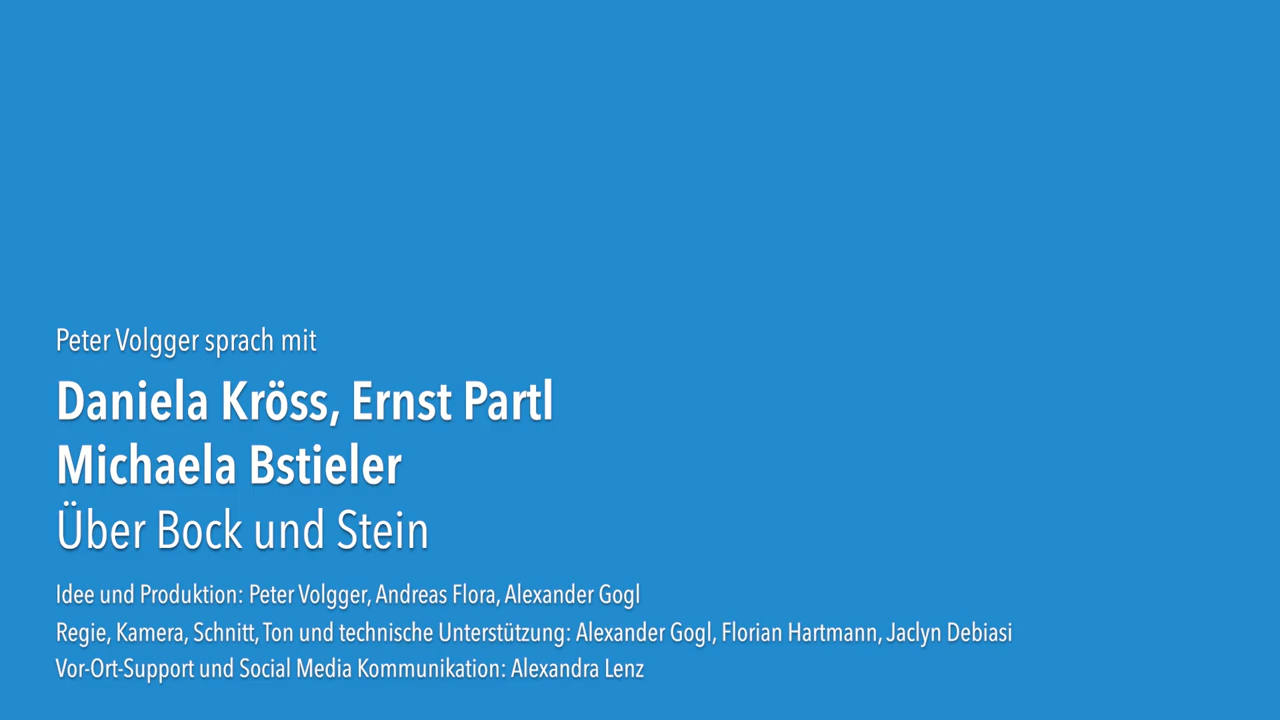 Peter Volgger sprach mit
Daniela Kröss, Ernst Partl
Michaela Bstieler
Über Bock und Stein
Idee und Produktion: Peter Volgger, Andreas Flora, Alexander Gogl
Regie, Kamera, Schnitt, Ton und technische Unterstützung: Alexander Gogl, Florian Hartmann, Jaclyn Debiasi
Vor-Ort-Support und Social Media Kommunikation: Alexandra Lenz